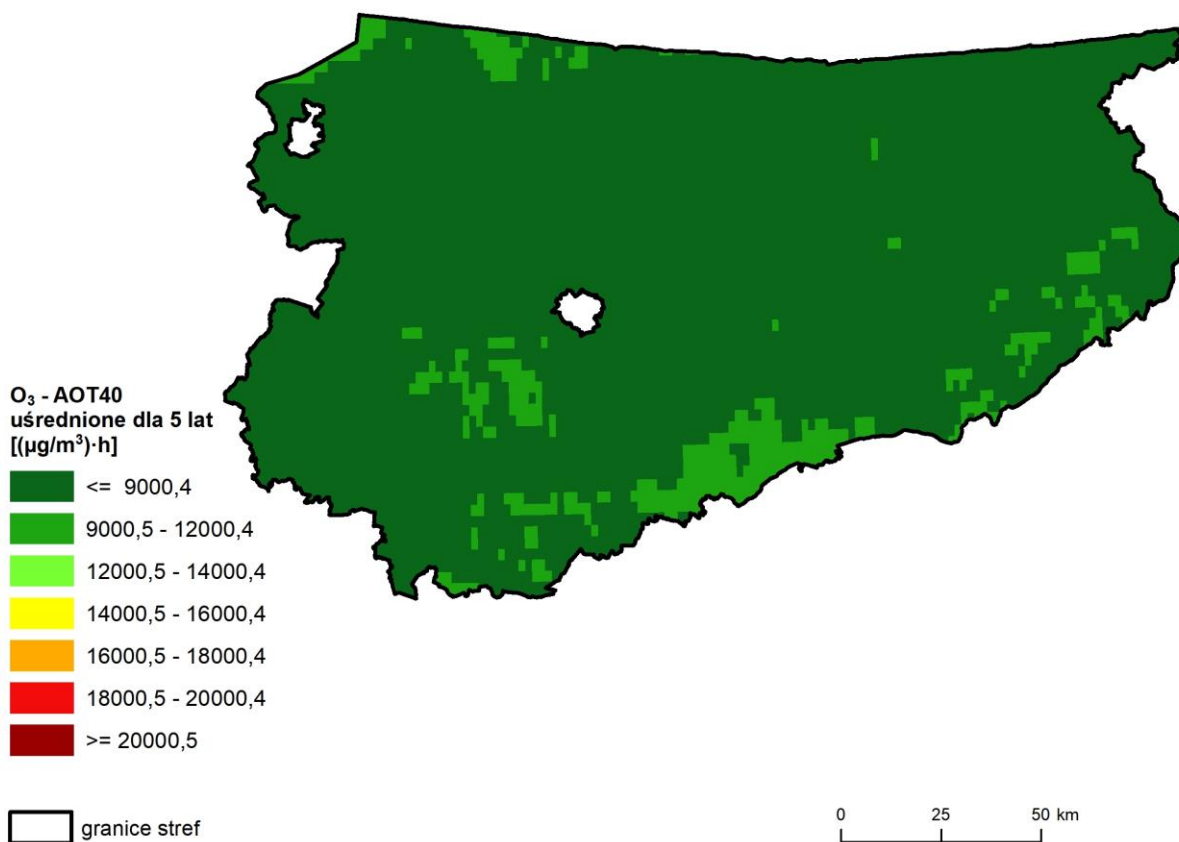 O₃ - AOT40
uśrednione dla 5 lat
[(µg/m³)·h]
<= 9000,4
9000,5 - 12000,4
12000,5 - 14000,4
14000,5 - 16000,4
16000,5 - 18000,4
18000,5 - 20000,4
>= 20000,5
granice stref
0 25 50 km